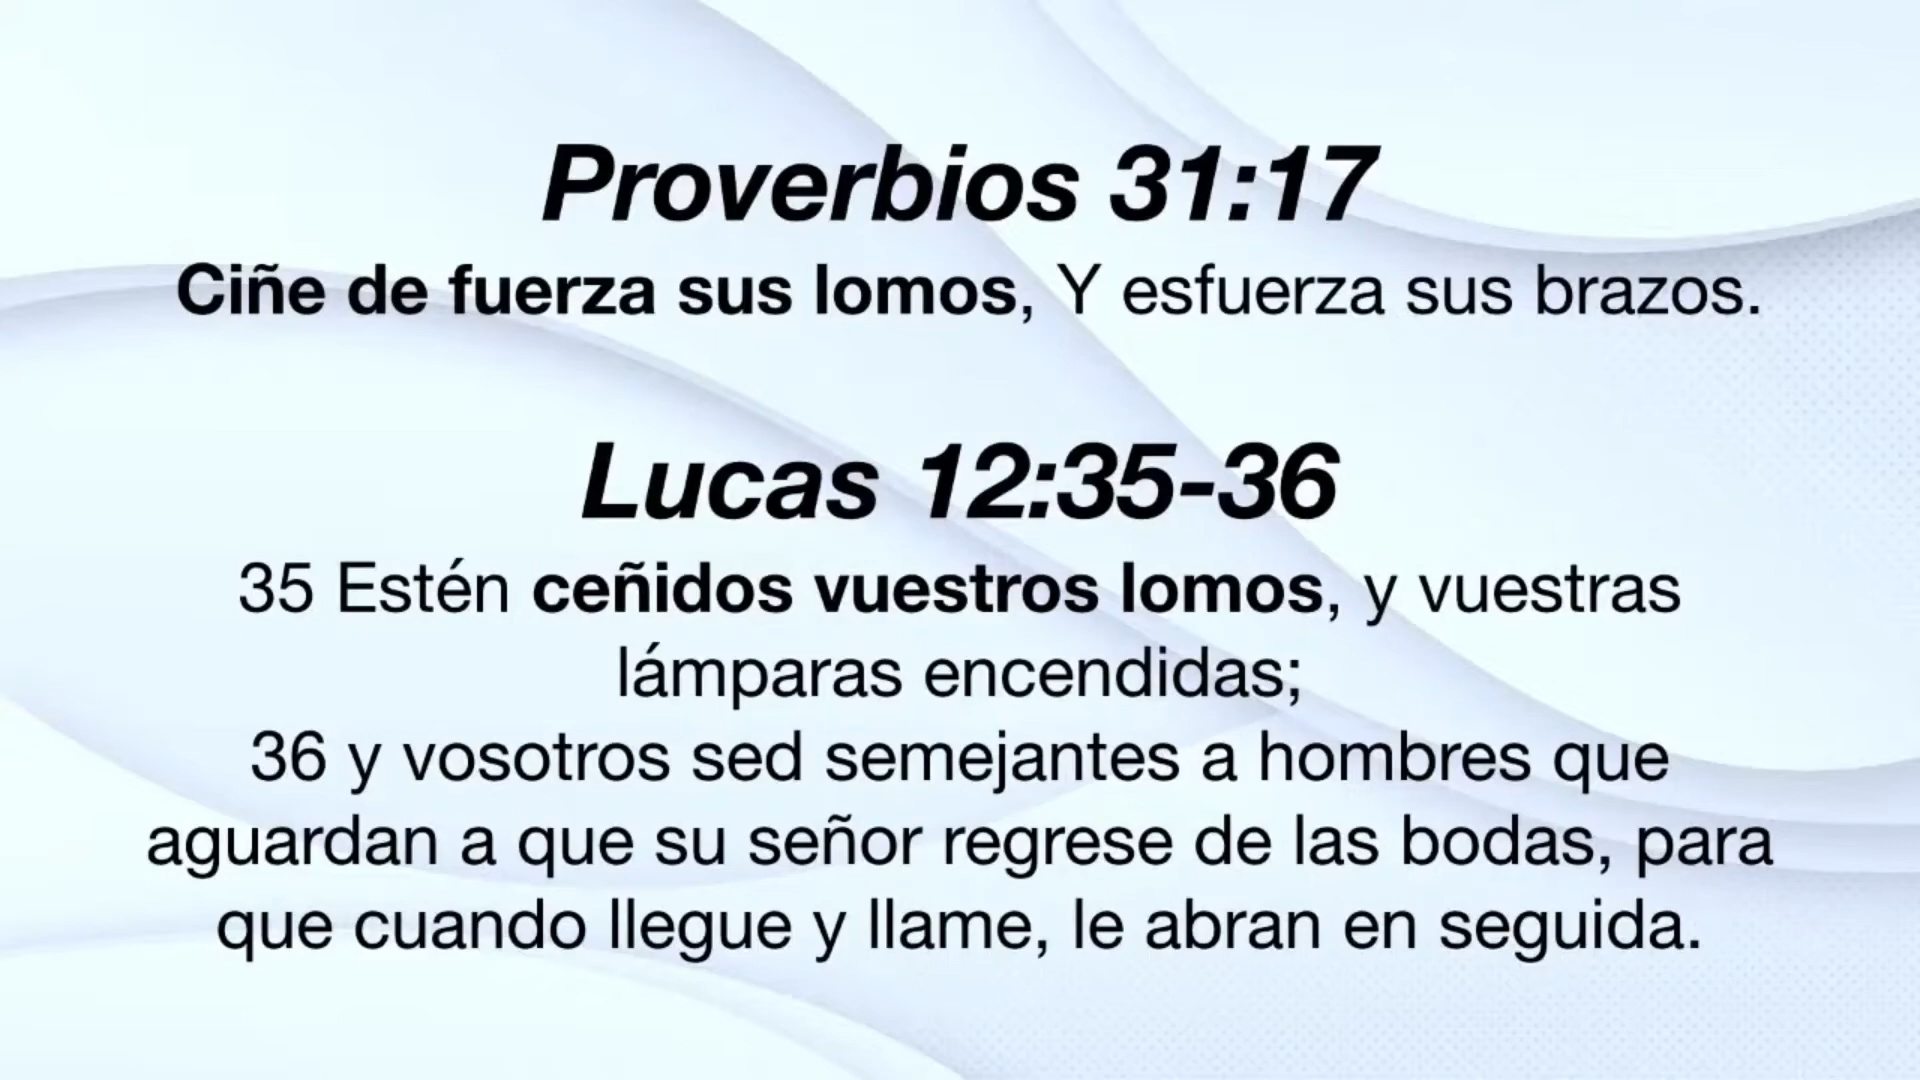 Proverbios 31:17
Ciñe de fuerza sus lomos, Y esfuerza sus brazos.
Lucas 12:35-36
35 Estén ceñidos vuestros lomos, y vuestras
lámparas encendidas;
36 y vosotros sed semejantes a hombres que
aguardan a que su señor regrese de las bodas, para
que cuando llegue y llame, le abran en seguida.